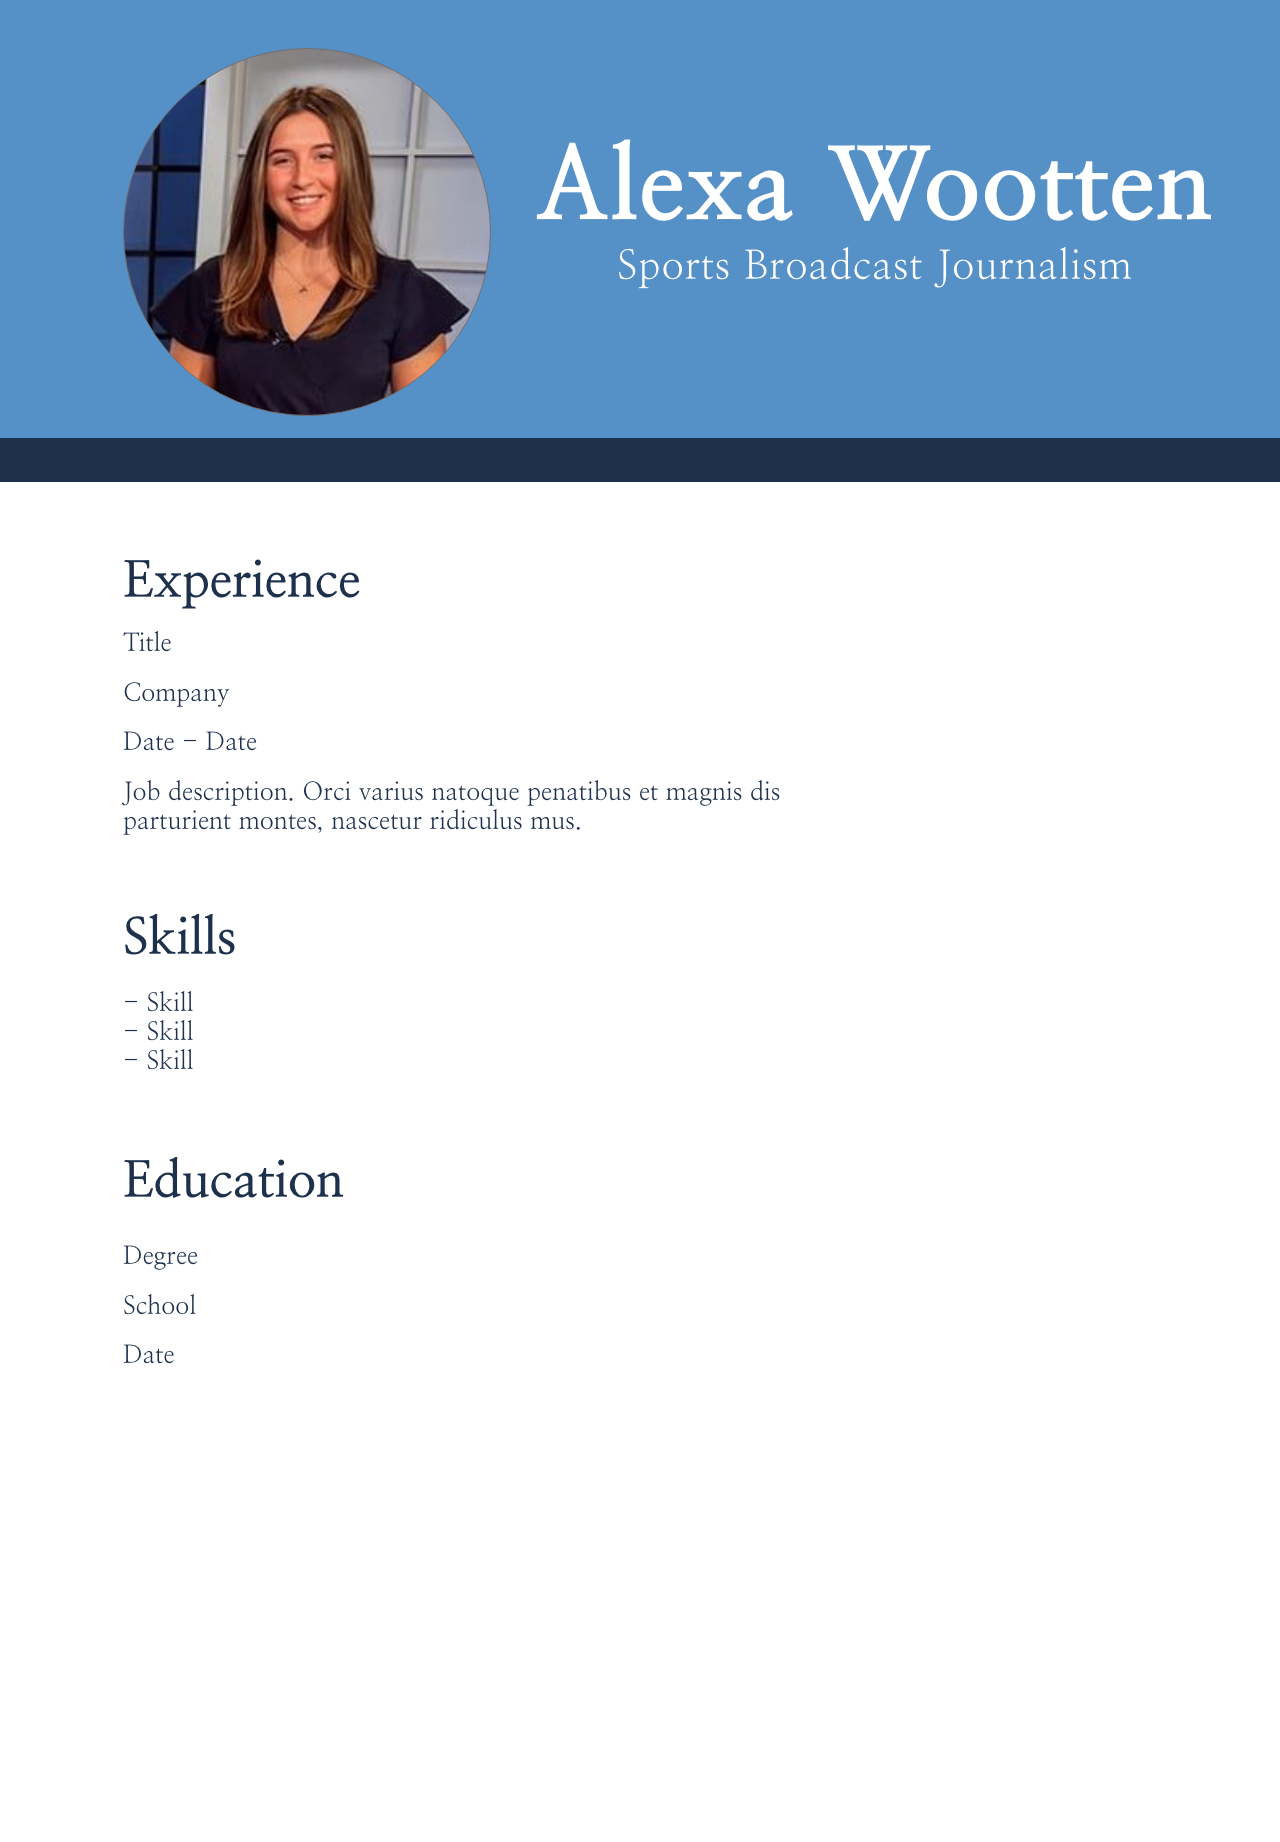 Alexa Wootten
Sports Broadcast Journalism
Experience
Title
Company
Date - Date
Job description. Orci varius natoque penatibus et magnis dis
parturient montes, nascetur ridiculus mus.
Skills
- Skill
- Skill
- Skill
Education
Degree
School
Date